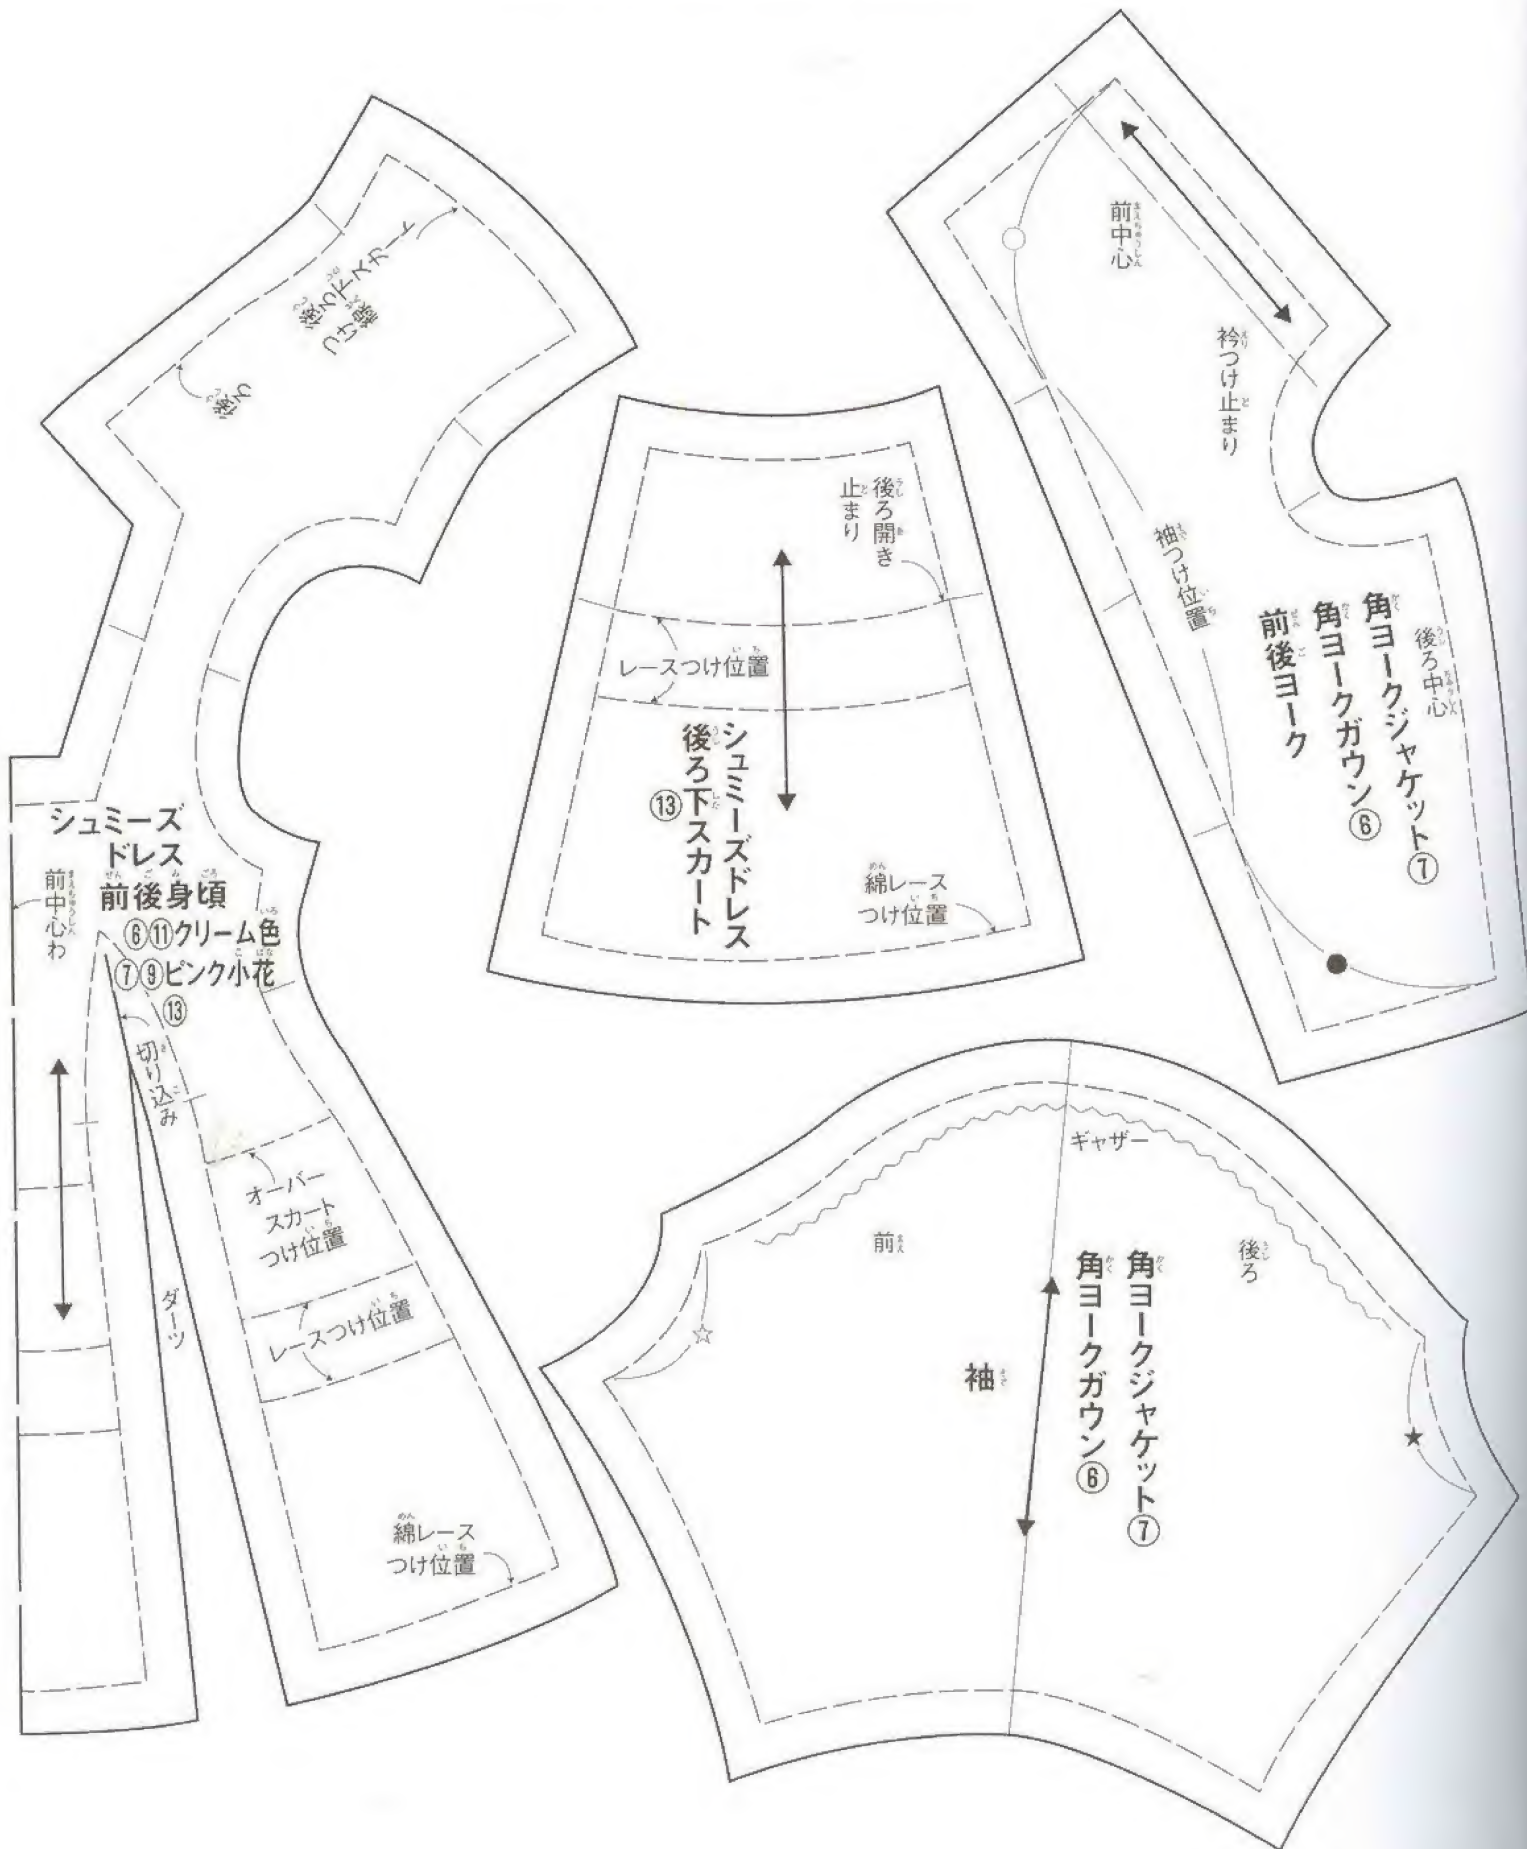 後ろ下スカート
つけ線
後ろ
シュミーズ
ドレス
前後身頃
⑥⑪クリーム色
⑦⑨ピンク小花
⑬
前中心わ
切り込み
ダーツ
オーバー
スカート
つけ位置
レースつけ位置
綿レース
つけ位置
後ろ開き
止まり
レースつけ位置
シュミーズドレス
後ろ下スカート
⑬
綿レース
つけ位置
前中心
衿つけ止まり
袖つけ位置
後ろ中心
角ヨークジャケット⑦
角ヨークガウン⑥
前後ヨーク
ギャザー
前
後ろ
角ヨークジャケット⑦
角ヨークガウン⑥
袖